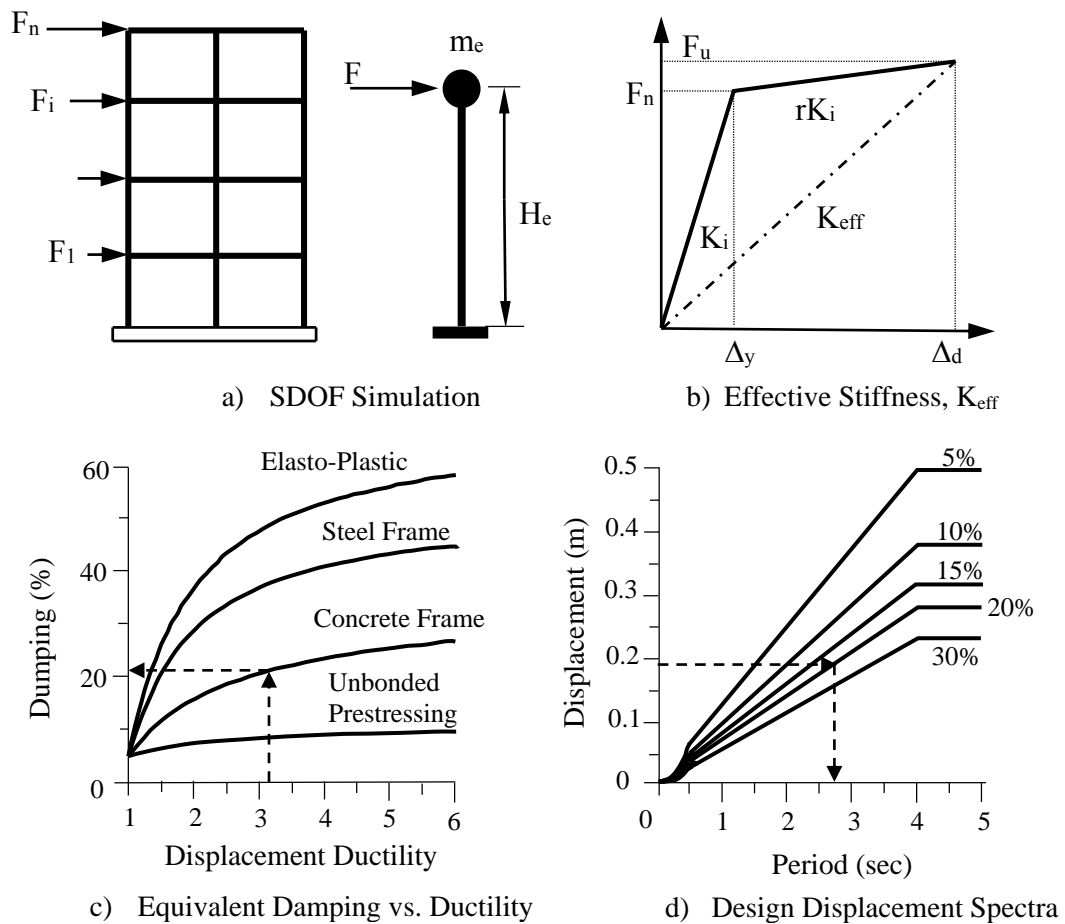 Fₙ
Fᵢ
F₁
mₑ
F
Hₑ
a) SDOF Simulation
Fᵤ
Fₙ
rKᵢ
Kᵢ
K_eff
Δy
Δd
b) Effective Stiffness, K_eff
60
40
20
0
Dumping (%)
Elasto-Plastic
Steel Frame
Concrete Frame
Unbonded
Prestressing
1 2 3 4 5 6
Displacement Ductility
c) Equivalent Damping vs. Ductility
0.5
0.4
0.3
0.2
0.1
0
Displacement (m)
5%
10%
15%
20%
30%
0 1 2 3 4 5
Period (sec)
d) Design Displacement Spectra